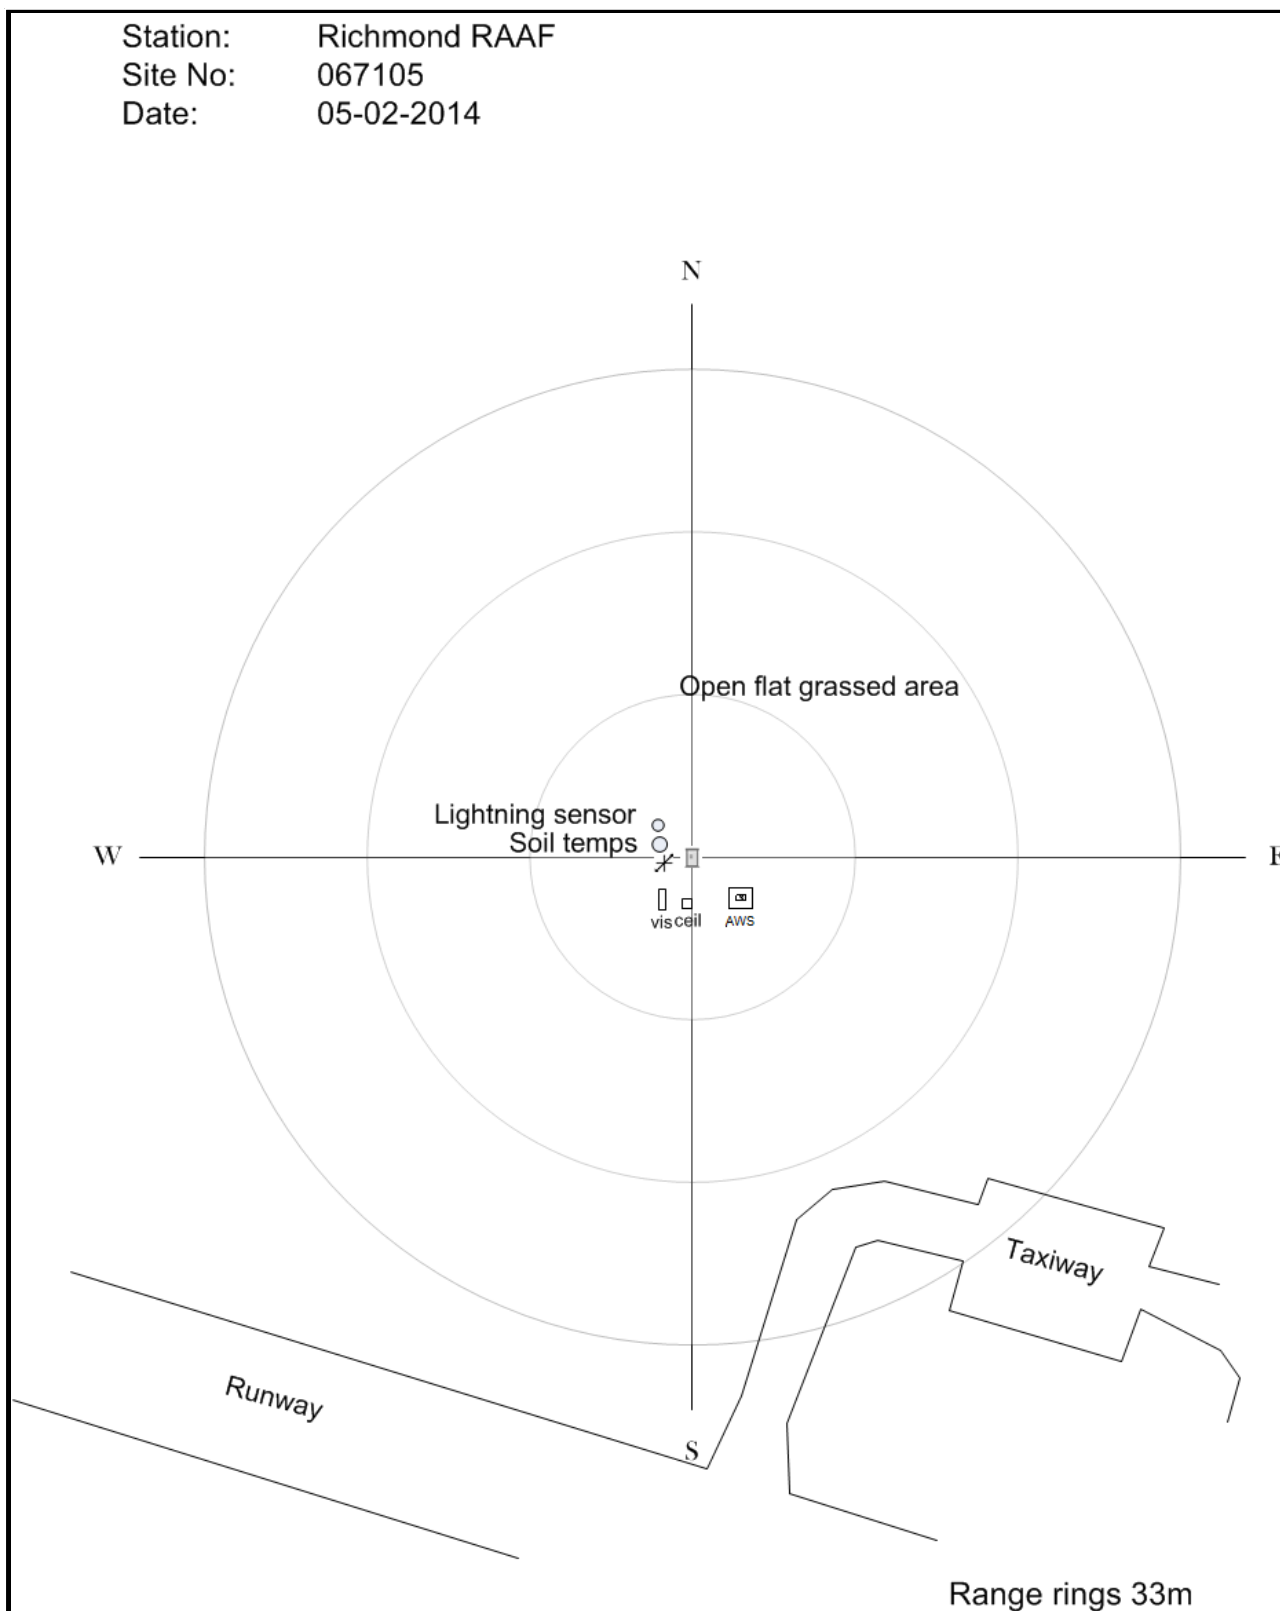 Station: Richmond RAAF
Site No: 067105
Date: 05-02-2014
N
Open flat grassed area
Lightning sensor
Soil temps
W E
vis ceil AWS
Taxiway
Runway
S
Range rings 33m